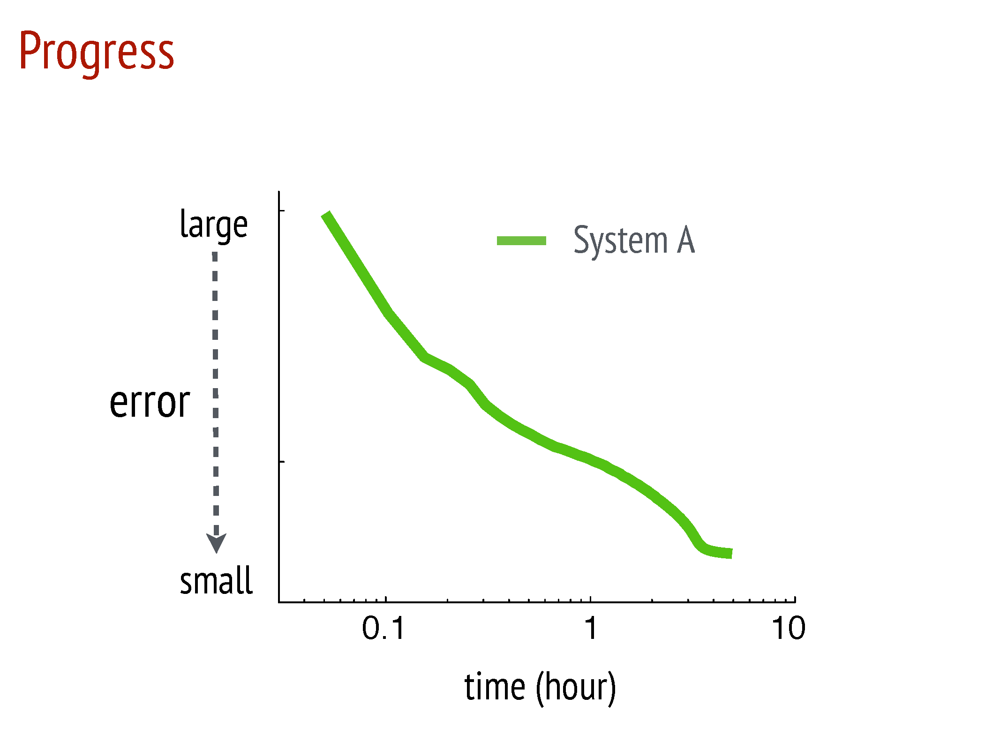 Progress
large
System A
error
small
0.1 1 10
time (hour)